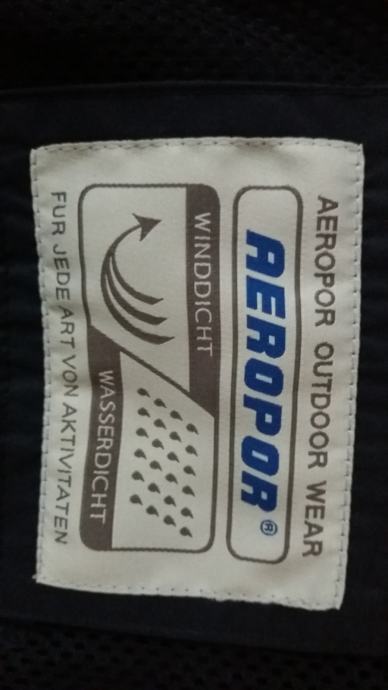 AEROPOR OUTDOOR WEAR
AEROPOR®
WINDDICHT
WASSERDICHT
FUR JEDE ART VON AKTIVITATEN